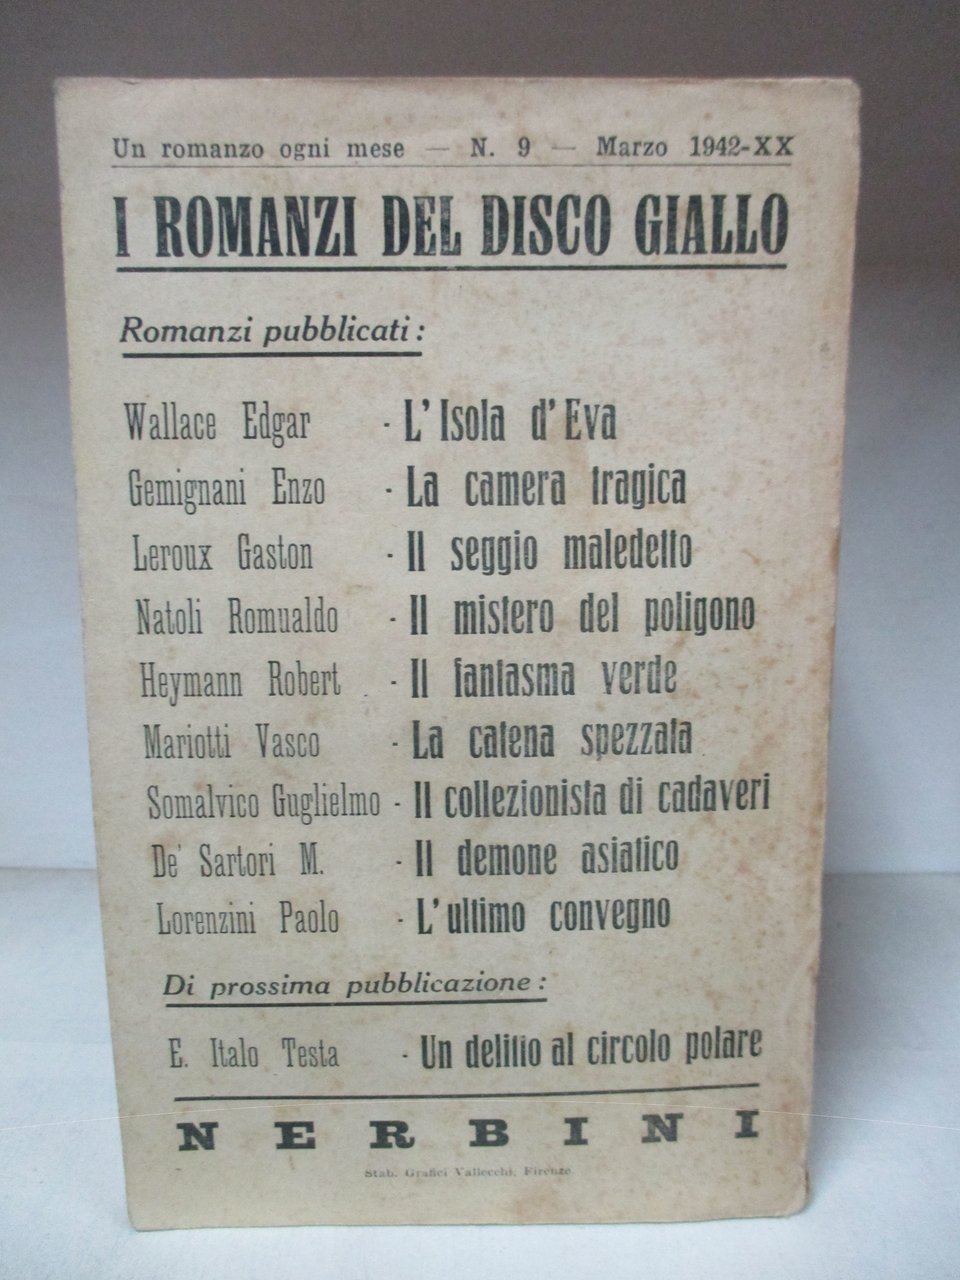 Un romanzo ogni mese — N. 9 — Marzo 1942-XX
I ROMANZI DEL DISCO GIALLO
Romanzi pubblicati:
Wallace Edgar - L'Isola d'Eva
Gemignani Enzo - La camera tragica
Leroux Gaston - Il seggio maledetto
Natoli Romualdo - Il mistero del poligono
Heymann Robert - Il fantasma verde
Mariotti Vasco - La catena spezzata
Somalvico Guglielmo - Il collezionista di cadaveri
De' Sartori M. - Il demone asiatico
Lorenzini Paolo - L'ultimo convegno
Di prossima pubblicazione:
E. Italo Testa - Un delitto al circolo polare
NERBINI
Stab. Grafici Vallecchi, Firenze